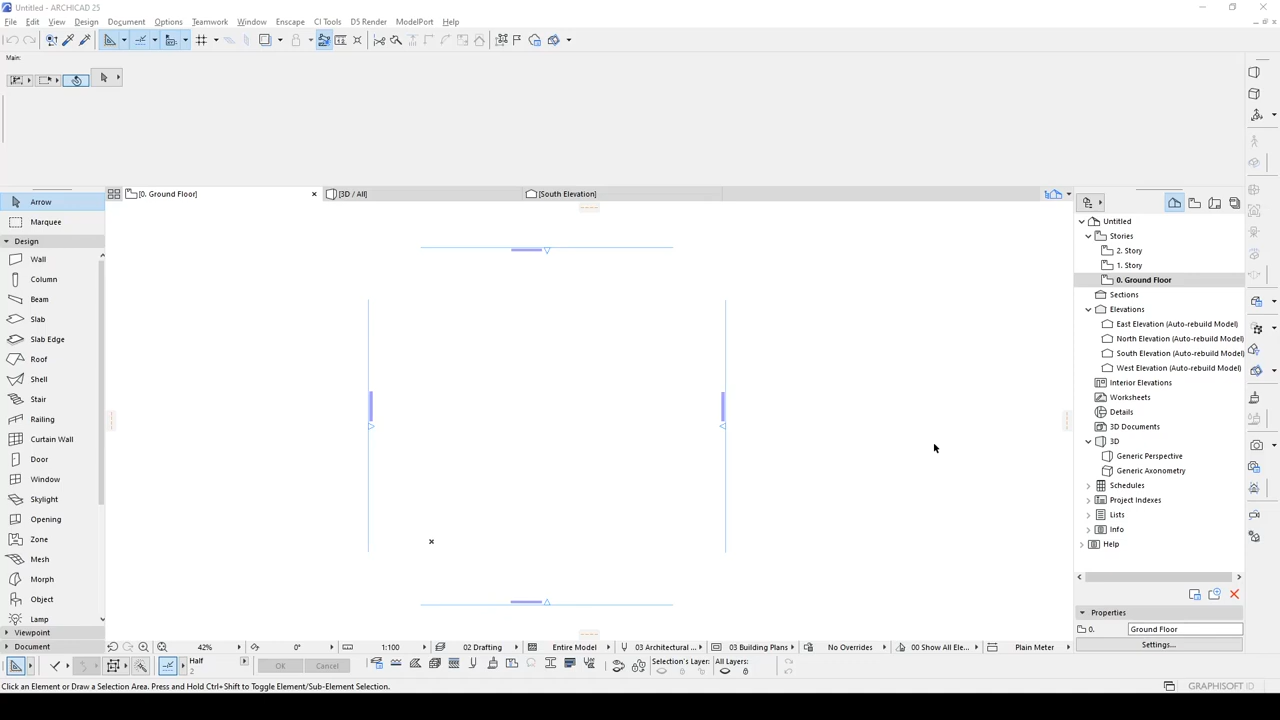 Untitled - ARCHICAD 25
File Edit View Design Document Options Teamwork Window Enscape CI Tools D5 Render ModelPort Help
Main:
[0. Ground Floor]
[3D / All]
[South Elevation]
Arrow
Marquee
Design
Wall
Column
Beam
Slab
Slab Edge
Roof
Shell
Stair
Railing
Curtain Wall
Door
Window
Skylight
Opening
Zone
Mesh
Morph
Object
Lamp
Viewpoint
Document
Untitled
Stories
2. Story
1. Story
0. Ground Floor
Sections
Elevations
East Elevation (Auto-rebuild Model)
North Elevation (Auto-rebuild Model)
South Elevation (Auto-rebuild Model)
West Elevation (Auto-rebuild Model)
Interior Elevations
Worksheets
Details
3D Documents
3D
Generic Perspective
Generic Axonometry
Schedules
Project Indexes
Lists
Info
Help
Properties
0. Ground Floor
Settings...
42% 0° 1:100 02 Drafting Entire Model 03 Architectural ... 03 Building Plans No Overrides 00 Show All Ele... Plain Meter
Half
2
OK Cancel
Selection's Layer: All Layers:
Click an Element or Draw a Selection Area. Press and Hold Ctrl+Shift to Toggle Element/Sub-Element Selection.
GRAPHISOFT